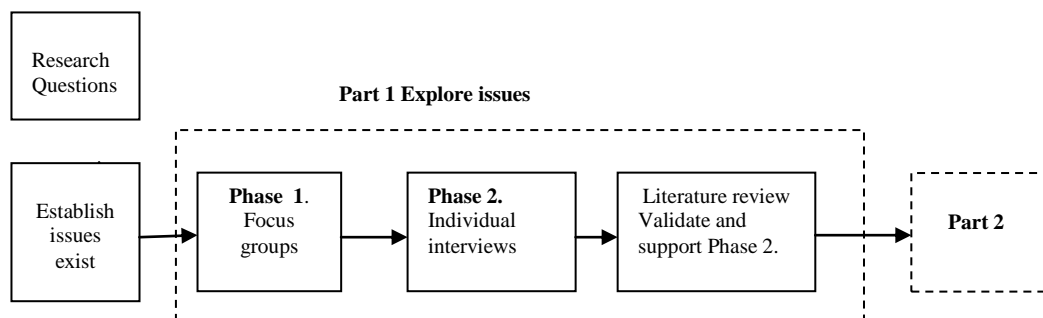 Research
Questions
Part 1 Explore issues
Establish
issues
exist
Phase 1.
Focus
groups
Phase 2.
Individual
interviews
Literature review
Validate and
support Phase 2.
Part 2